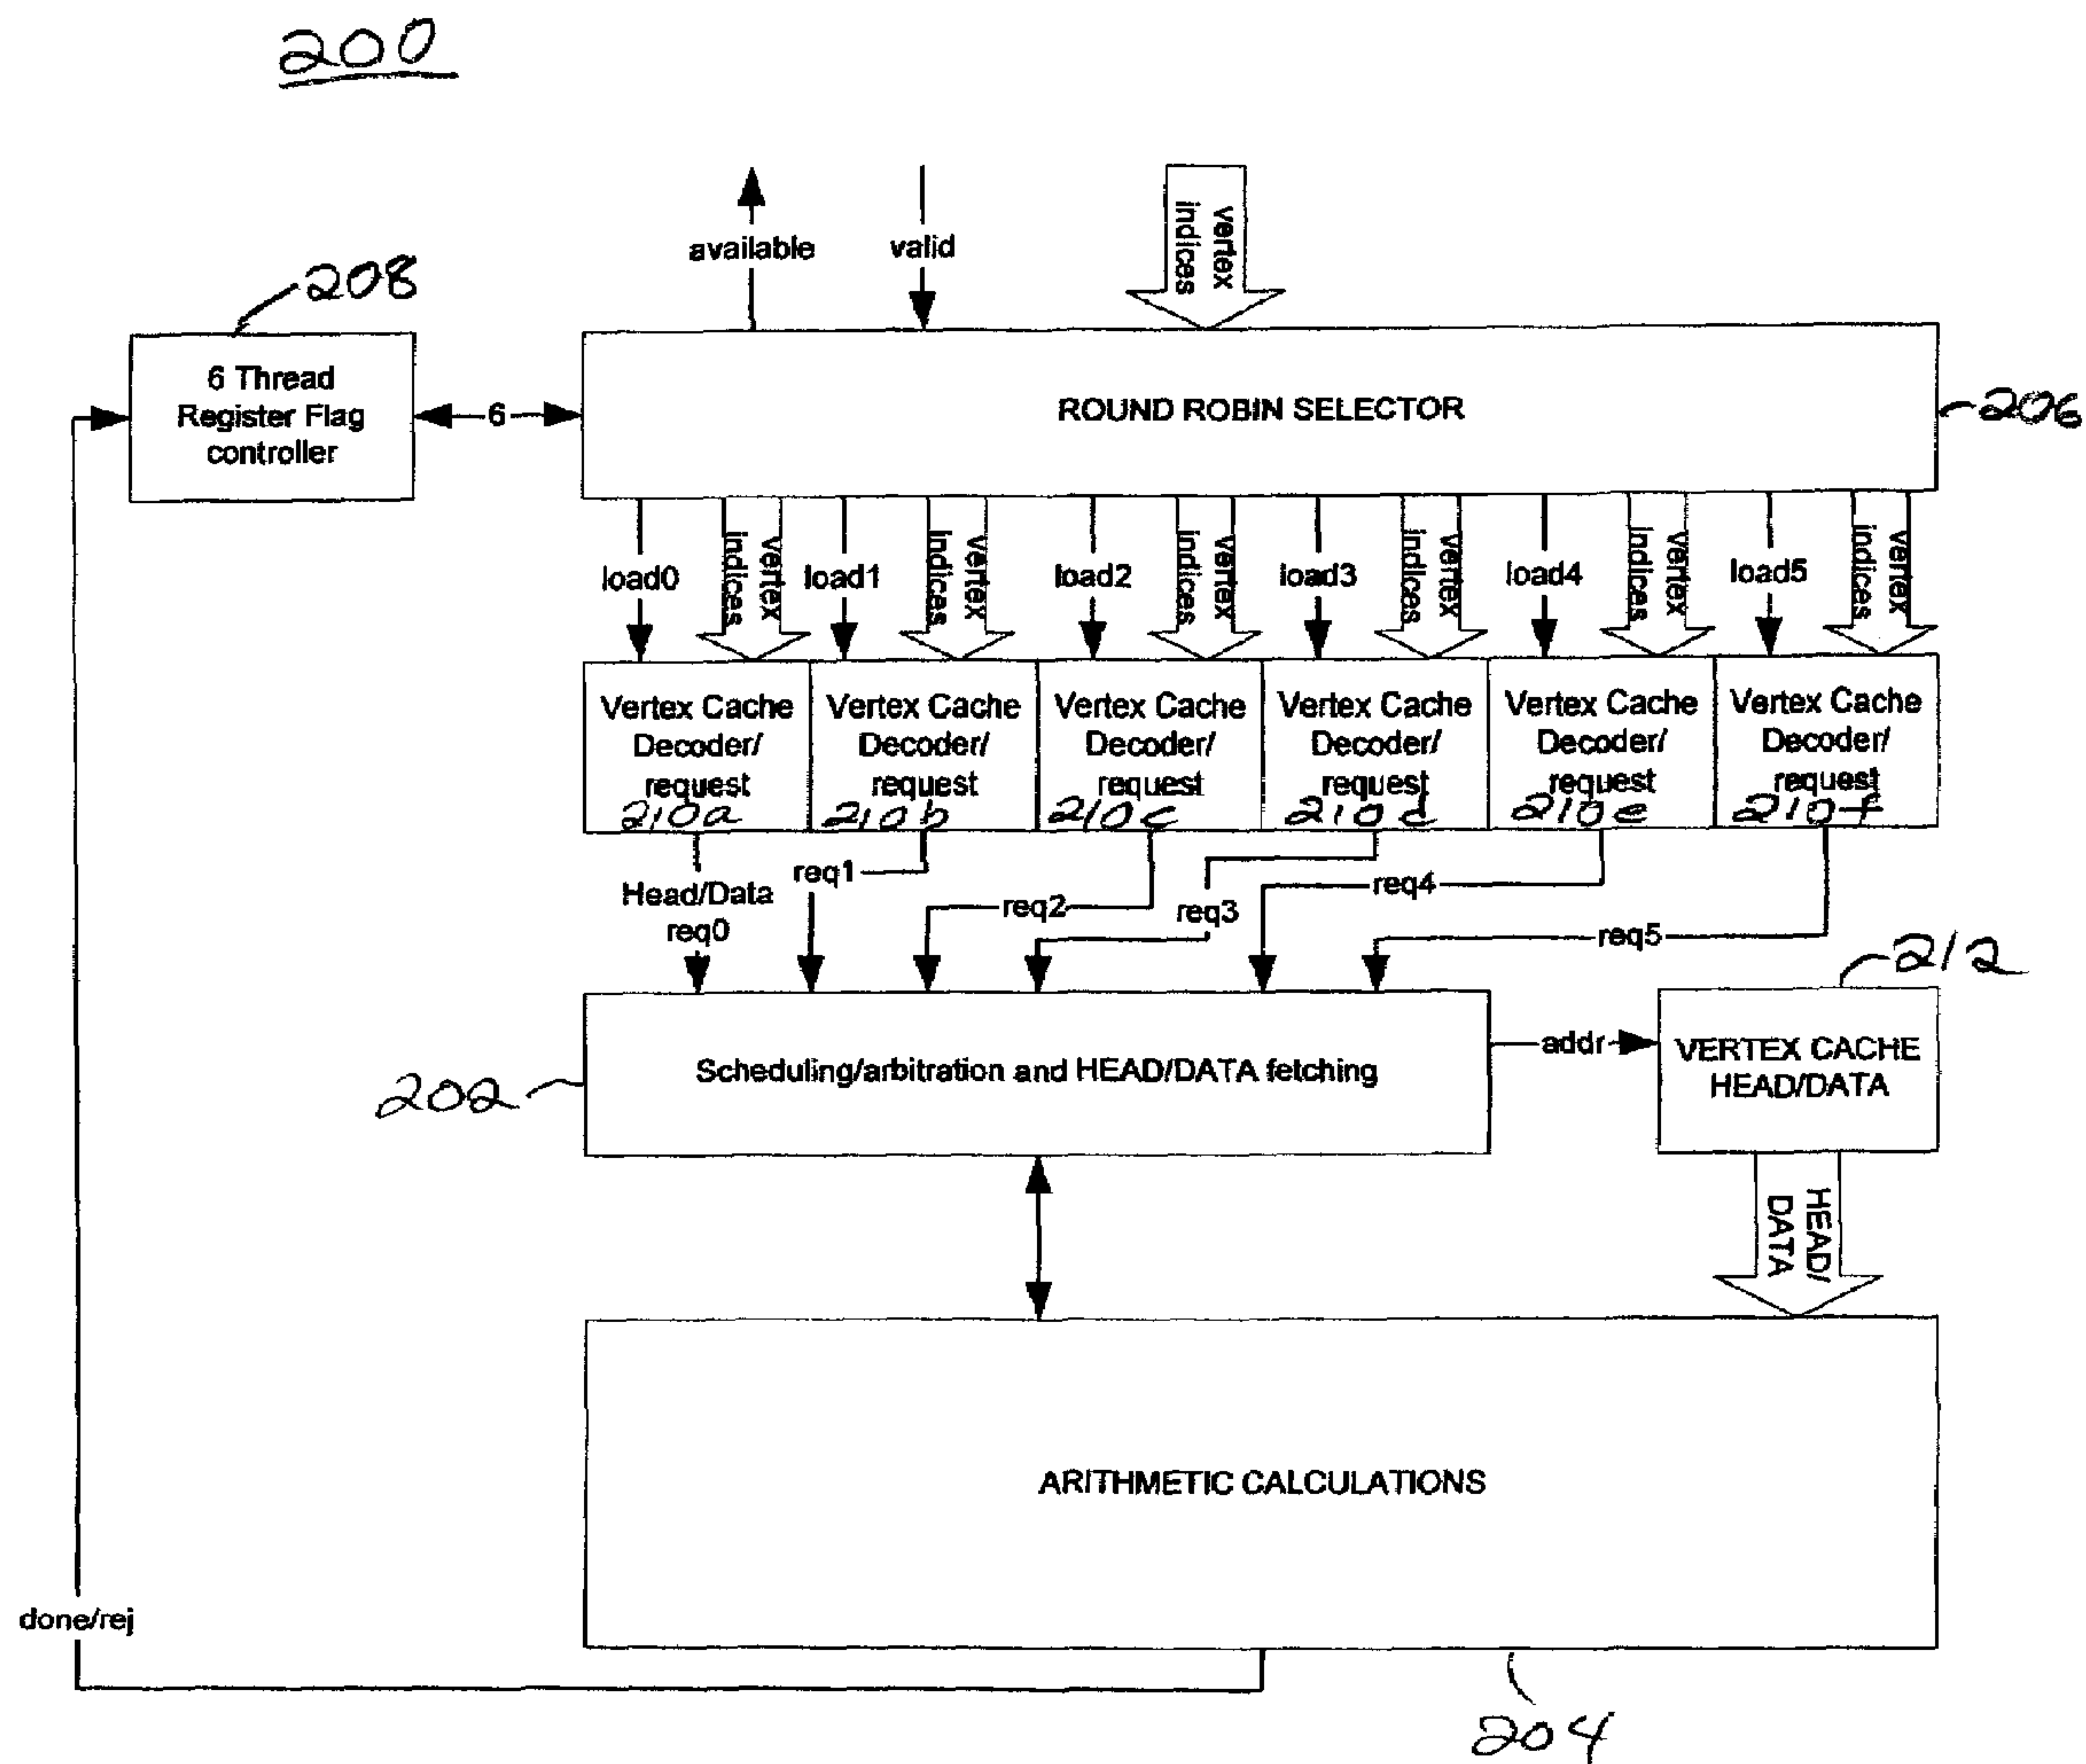 200
available
valid
vertex
indices
208
6 Thread
Register Flag
controller
6
ROUND ROBIN SELECTOR
206
load0
vertex
indices
load1
vertex
indices
load2
vertex
indices
load3
vertex
indices
load4
vertex
indices
load5
vertex
indices
Vertex Cache
Decoder/
request
210a
Vertex Cache
Decoder/
request
210b
Vertex Cache
Decoder/
request
210c
Vertex Cache
Decoder/
request
210d
Vertex Cache
Decoder/
request
210e
Vertex Cache
Decoder/
request
210f
Head/Data
req0
req1
req2
req3
req4
req5
212
202
Scheduling/arbitration and HEAD/DATA fetching
addr
VERTEX CACHE
HEAD/DATA
HEAD/
DATA
ARITHMETIC CALCULATIONS
done/rej
204